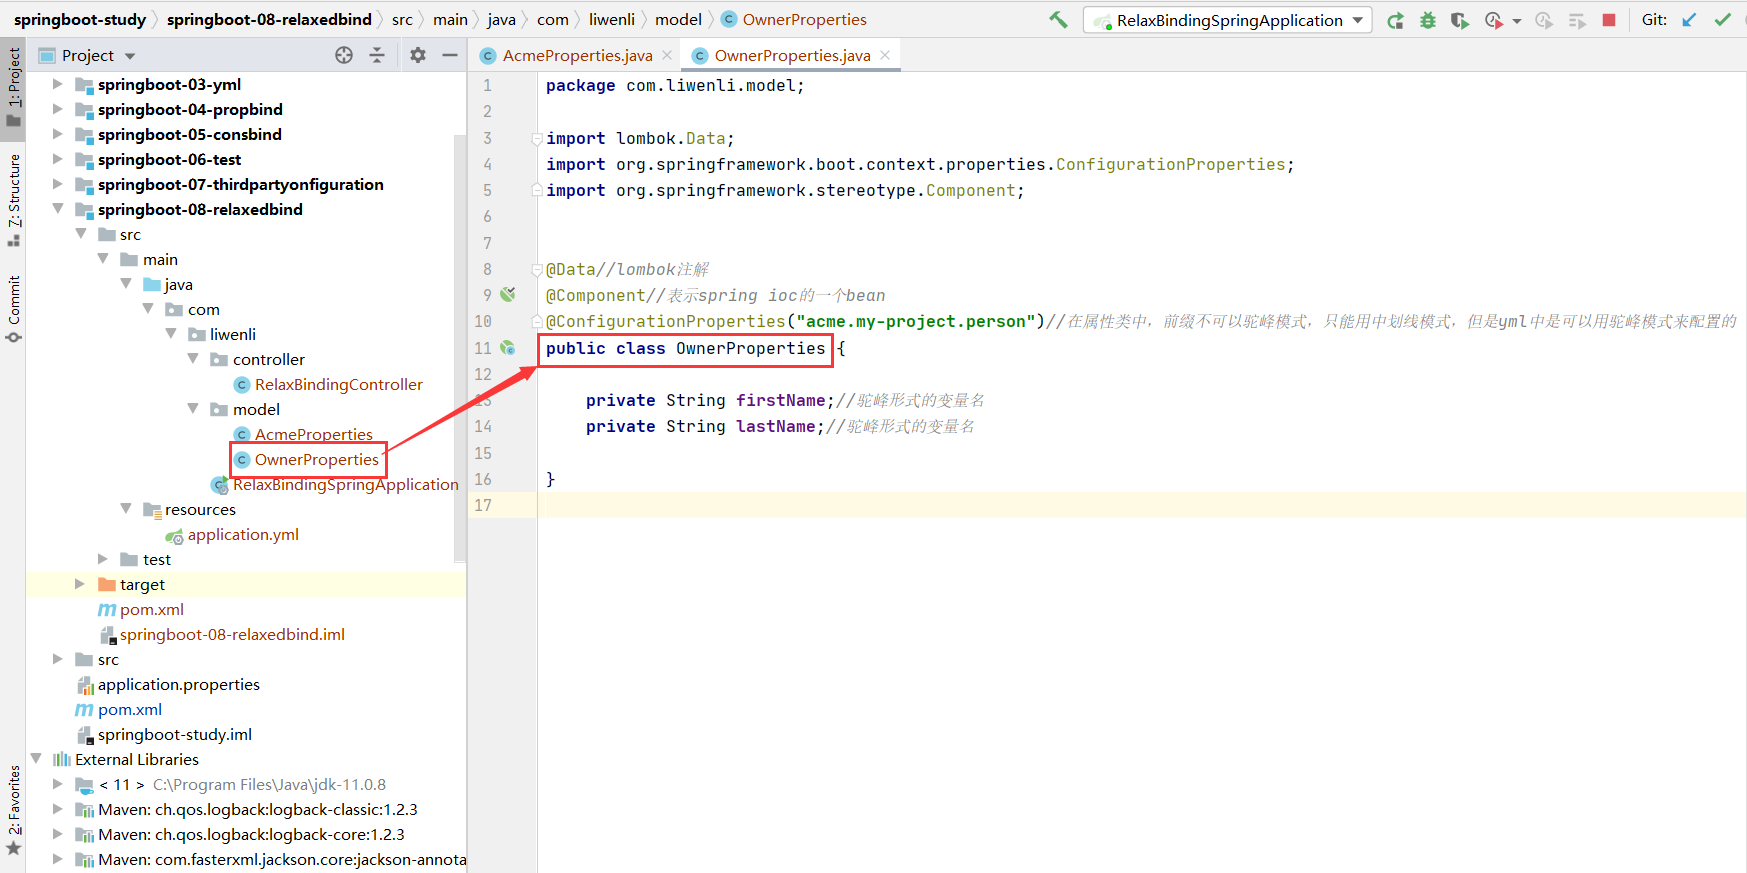 springboot-study springboot-08-relaxedbind src main java com liwenli model OwnerProperties RelaxBindingSpringApplication Git:
Project
AcmeProperties.java OwnerProperties.java
1: Project
7: Structure
Commit
2: Favorites
springboot-03-yml
springboot-04-propbind
springboot-05-consbind
springboot-06-test
springboot-07-thirdpartyonfiguration
springboot-08-relaxedbind
src
main
java
com
liwenli
controller
RelaxBindingController
model
AcmeProperties
OwnerProperties
RelaxBindingSpringApplication
resources
application.yml
test
target
pom.xml
springboot-08-relaxedbind.iml
src
application.properties
pom.xml
springboot-study.iml
External Libraries
< 11 > C:\Program Files\Java\jdk-11.0.8
Maven: ch.qos.logback:logback-classic:1.2.3
Maven: ch.qos.logback:logback-core:1.2.3
Maven: com.fasterxml.jackson.core:jackson-annota
1 package com.liwenli.model;
2
3 import lombok.Data;
4 import org.springframework.boot.context.properties.ConfigurationProperties;
5 import org.springframework.stereotype.Component;
6
7
8 @Data//lombok注解
9 @Component//表示spring ioc的一个bean
10 @ConfigurationProperties("acme.my-project.person")//在属性类中，前缀不可以驼峰模式，只能用中划线模式，但是yml中是可以用驼峰模式来配置的
11 public class OwnerProperties {
12
13 private String firstName;//驼峰形式的变量名
14 private String lastName;//驼峰形式的变量名
15
16 }
17